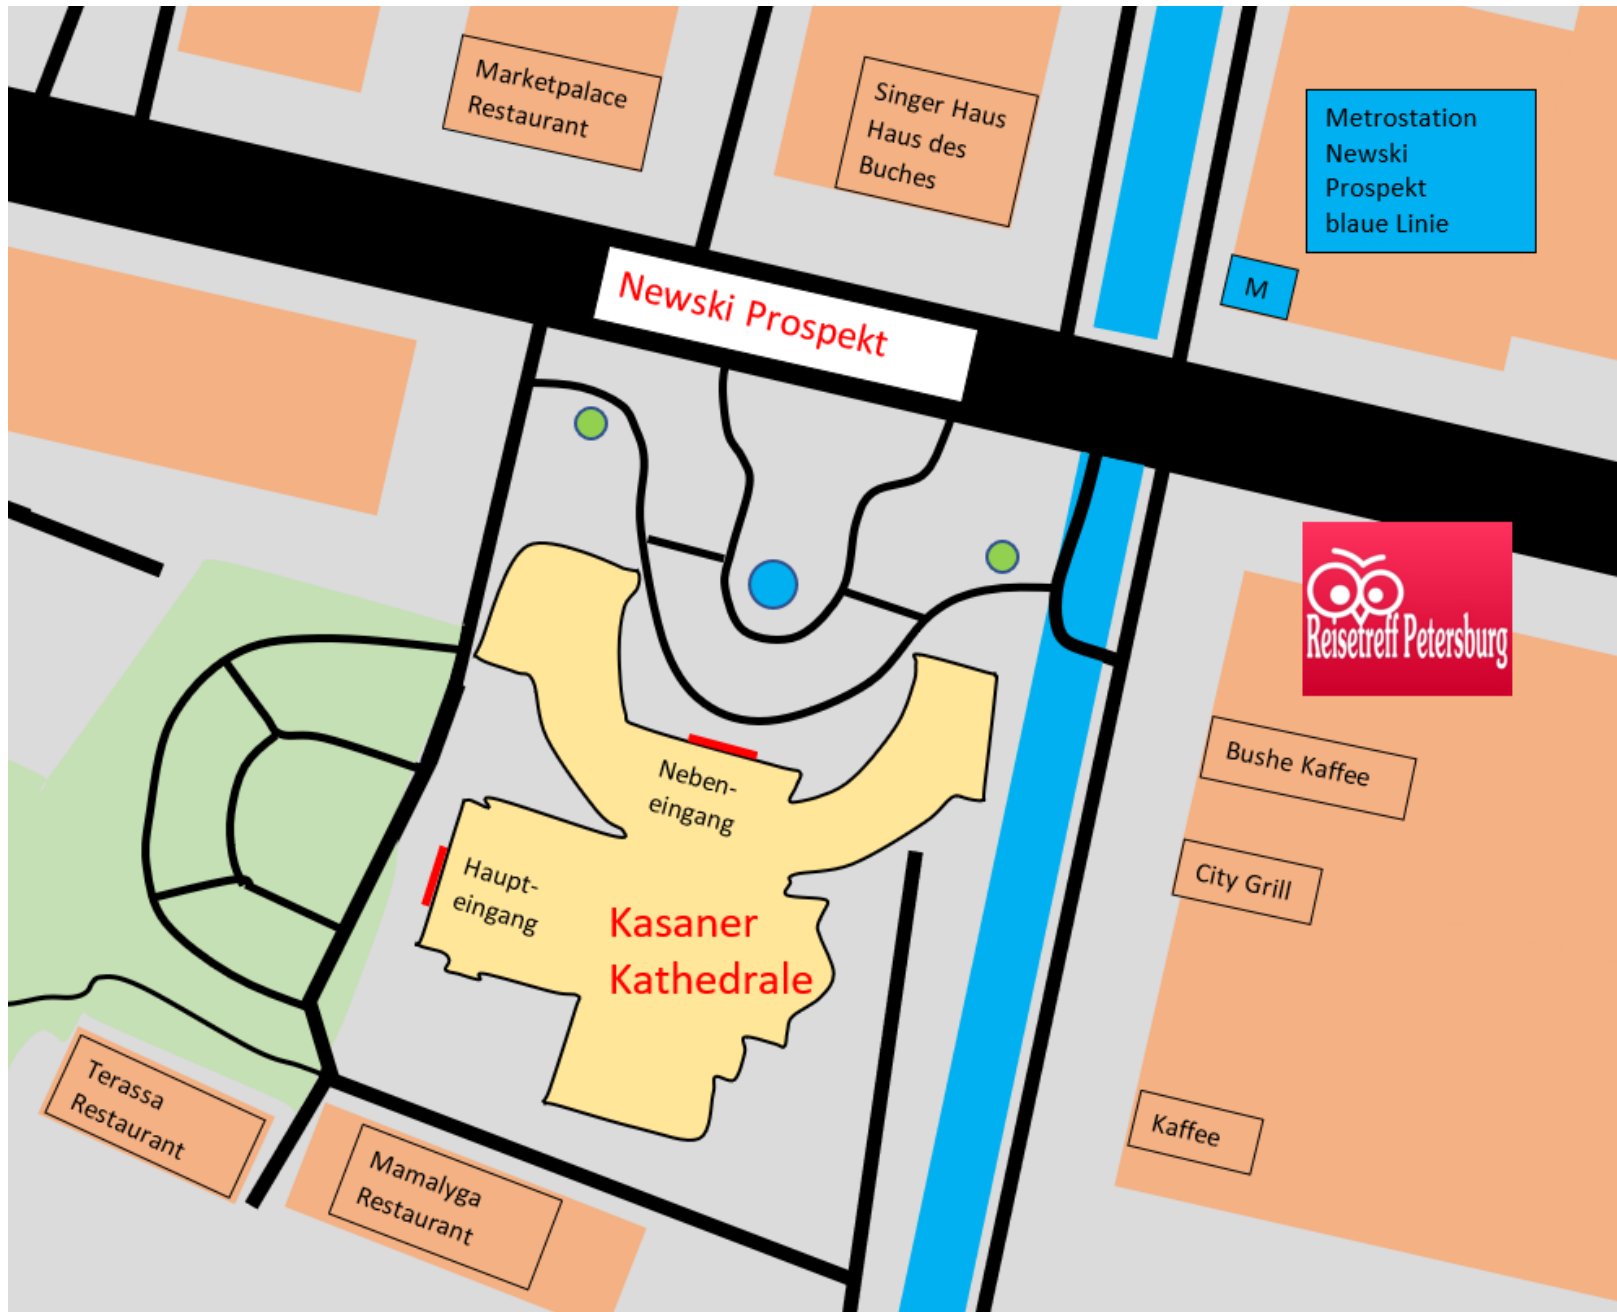 Marketpalace
Restaurant
Singer Haus
Haus des
Buches
Metrostation
Newski
Prospekt
blaue Linie
M
Newski Prospekt
Reisetreff Petersburg
Bushe Kaffee
Neben-
eingang
City Grill
Haupt-
eingang
Kasaner
Kathedrale
Terassa
Restaurant
Kaffee
Mamalyga
Restaurant